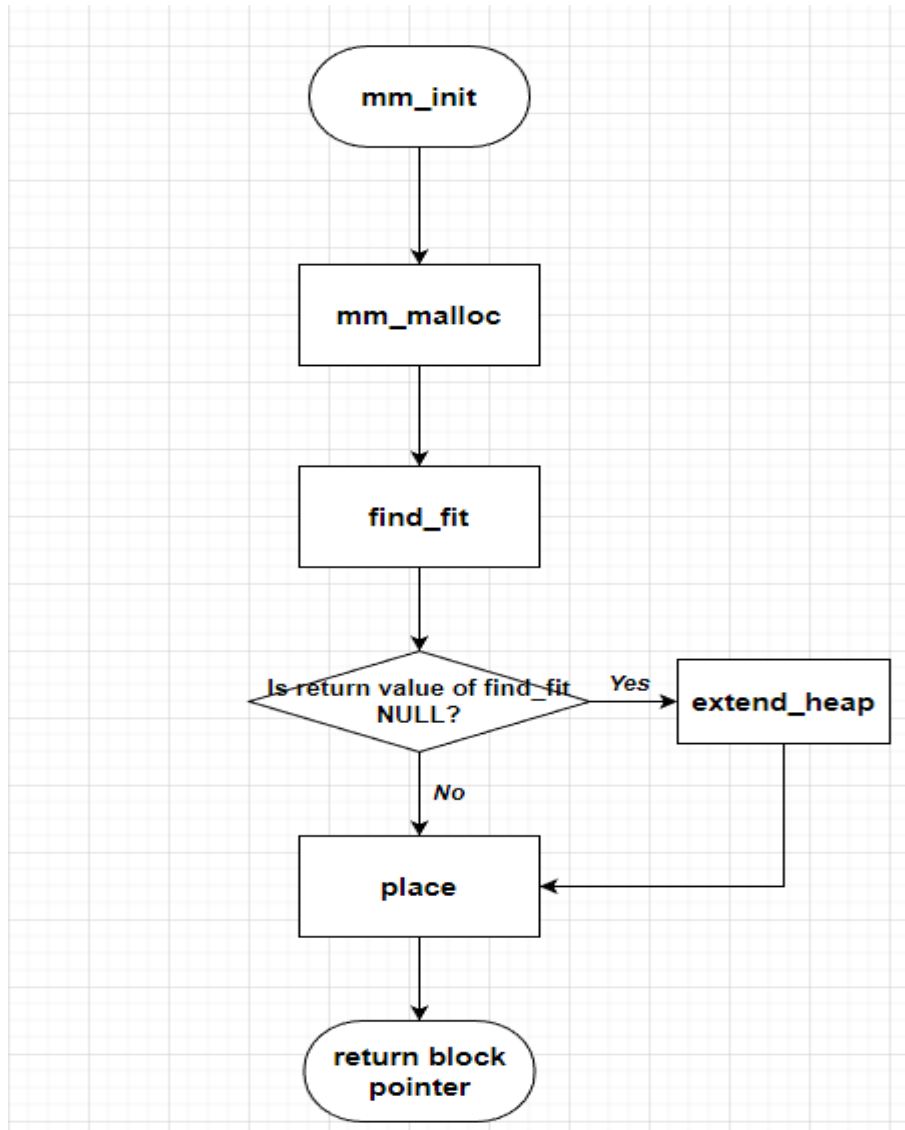 mm_init
mm_malloc
find_fit
Is return value of find_fit
NULL?
Yes
extend_heap
No
place
return block
pointer